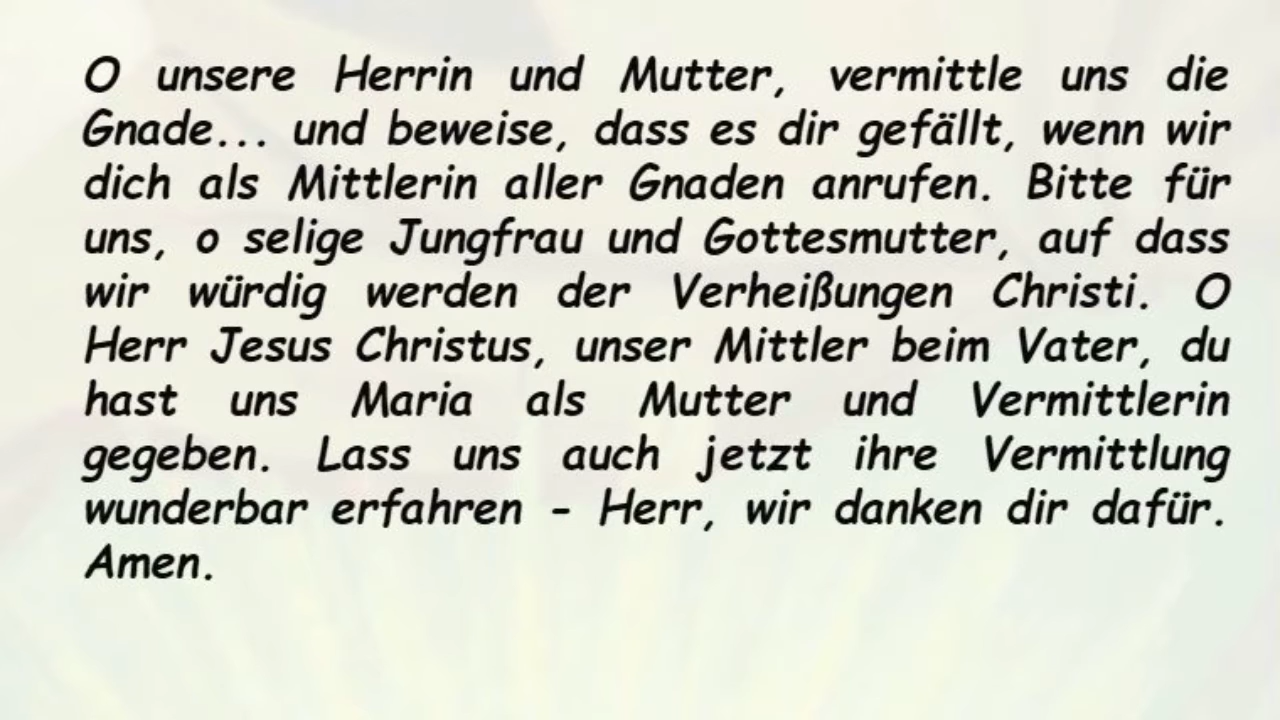 O unsere Herrin und Mutter, vermittle uns die
Gnade... und beweise, dass es dir gefällt, wenn wir
dich als Mittlerin aller Gnaden anrufen. Bitte für
uns, o selige Jungfrau und Gottesmutter, auf dass
wir würdig werden der Verheißungen Christi. O
Herr Jesus Christus, unser Mittler beim Vater, du
hast uns Maria als Mutter und Vermittlerin
gegeben. Lass uns auch jetzt ihre Vermittlung
wunderbar erfahren - Herr, wir danken dir dafür.
Amen.